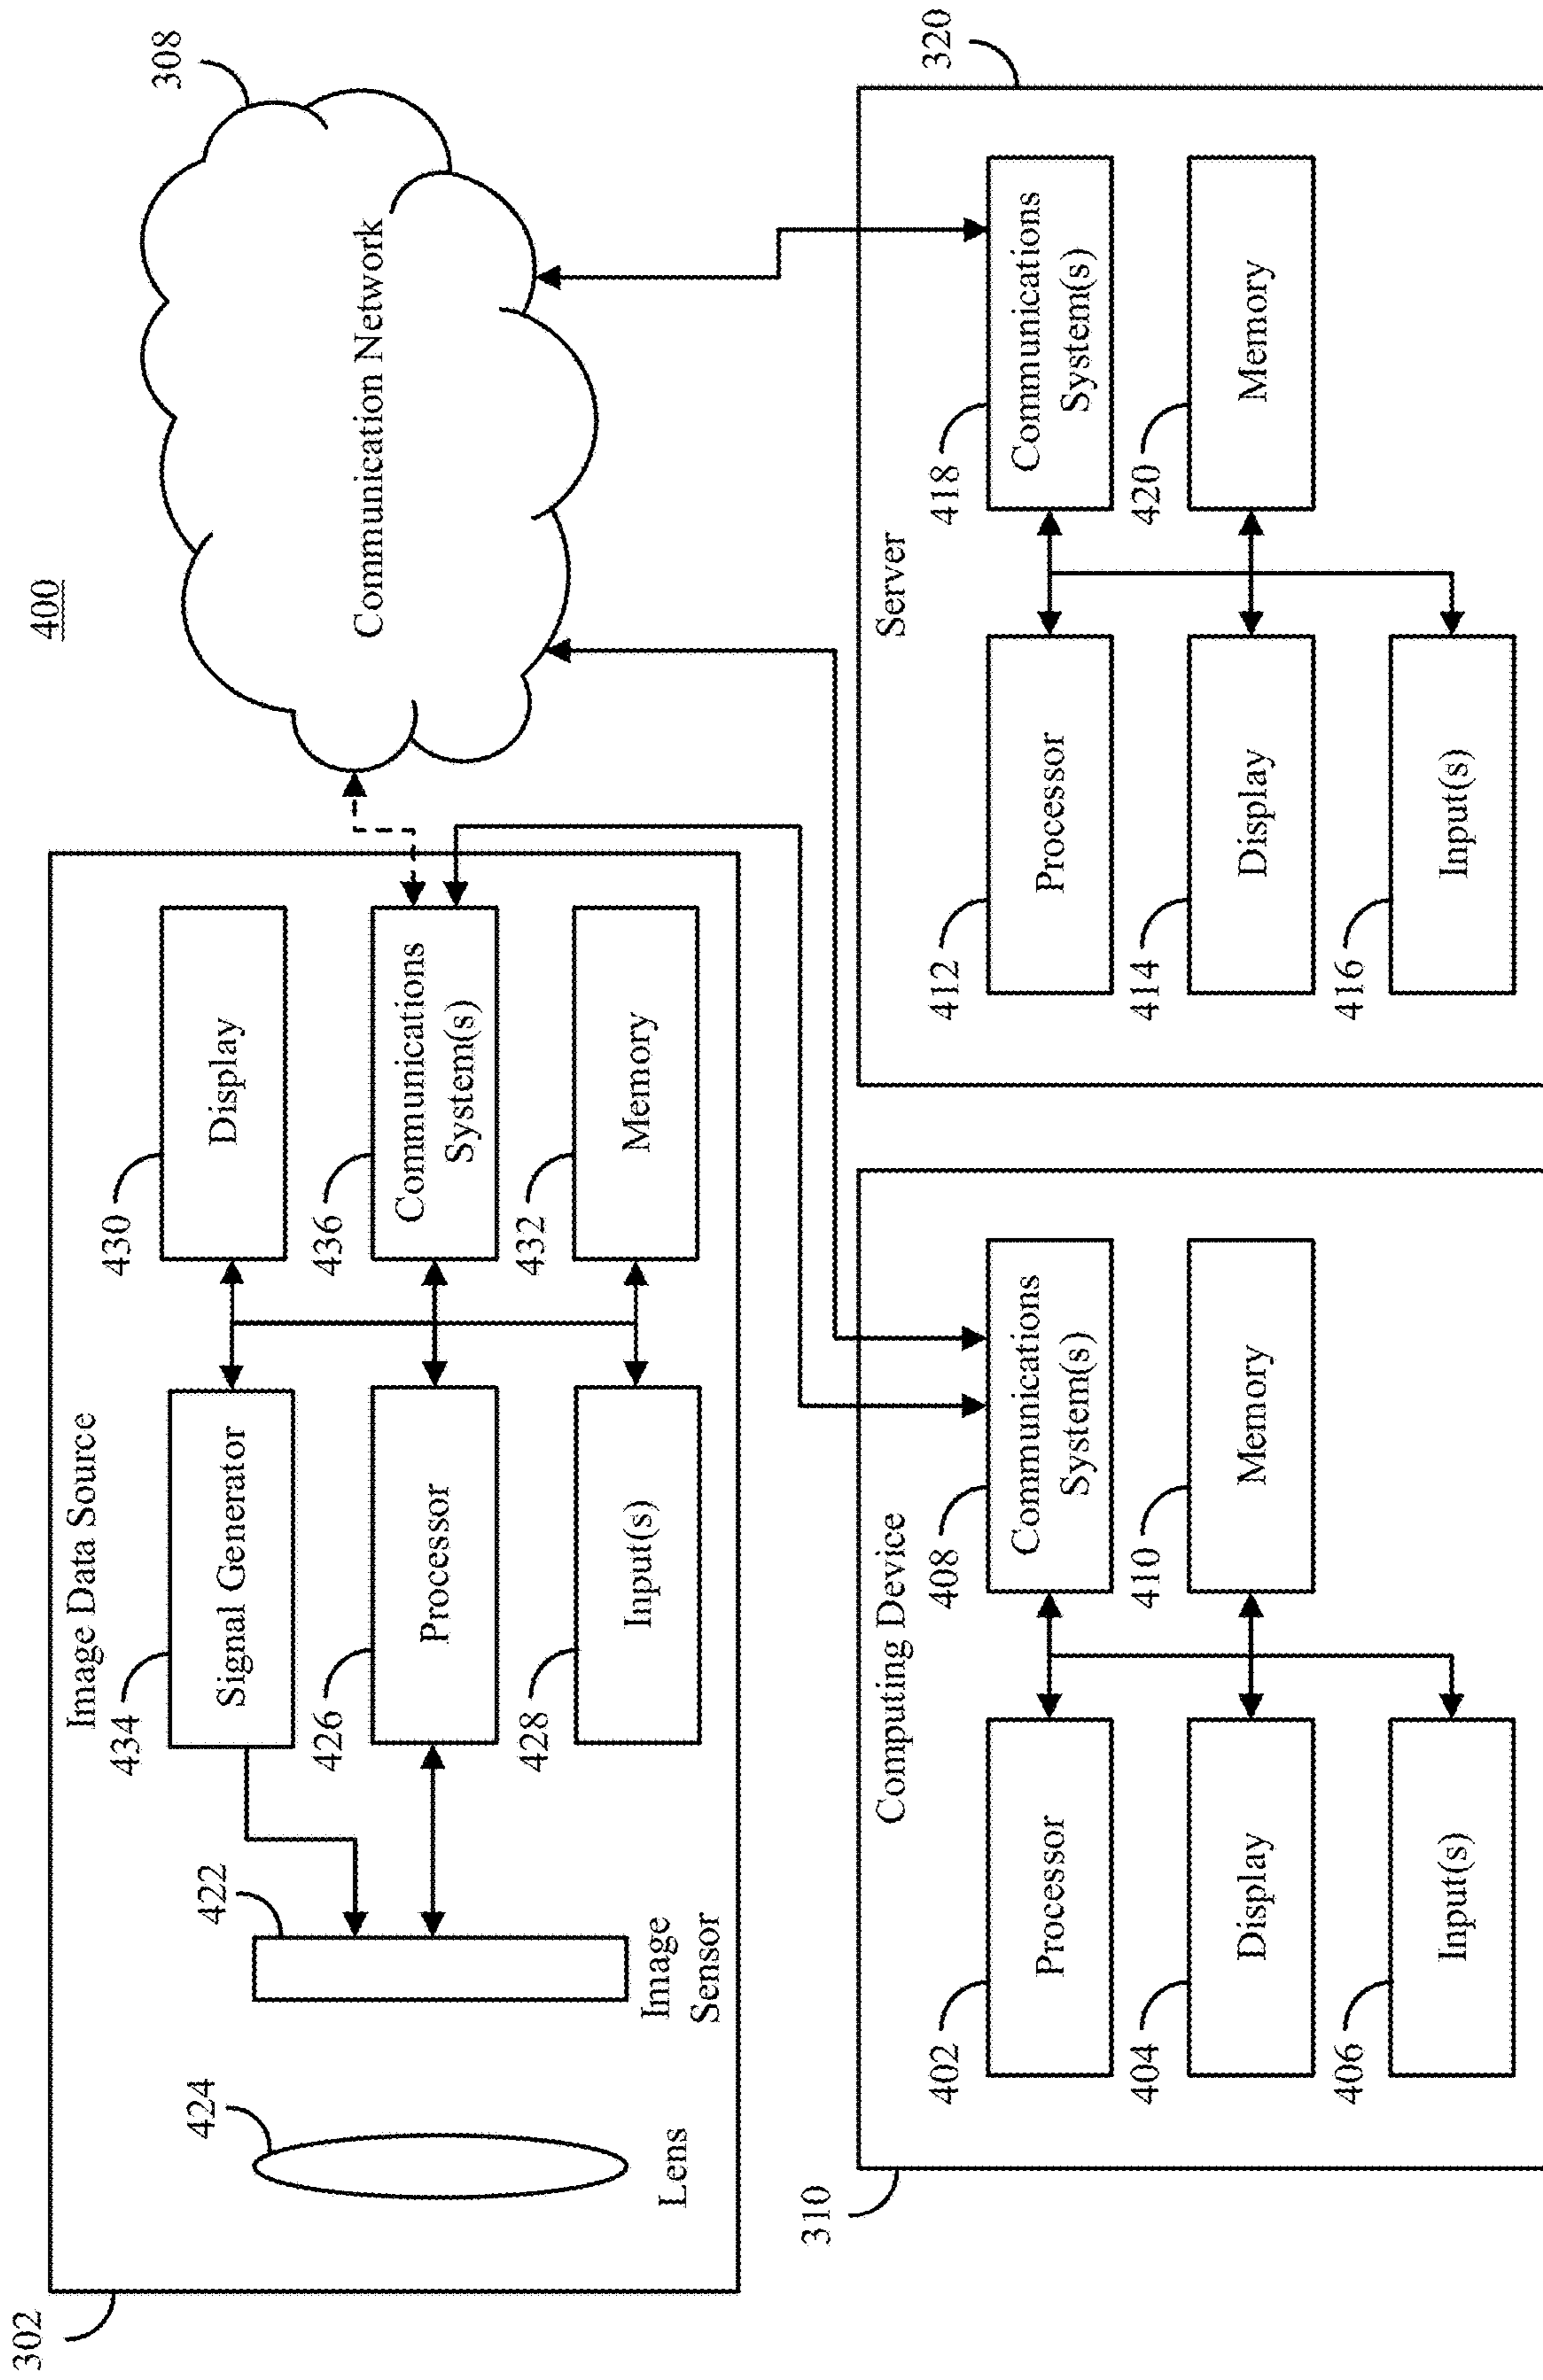 400
302
Image Data Source
434
Signal Generator
430
Display
308
Communication Network
424
Lens
422
Image
Sensor
426
Processor
436
Communications
System(s)
428
Input(s)
432
Memory
310
Computing Device
402
Processor
408
Communications
System(s)
404
Display
410
Memory
406
Input(s)
320
Server
412
Processor
418
Communications
System(s)
414
Display
420
Memory
416
Input(s)